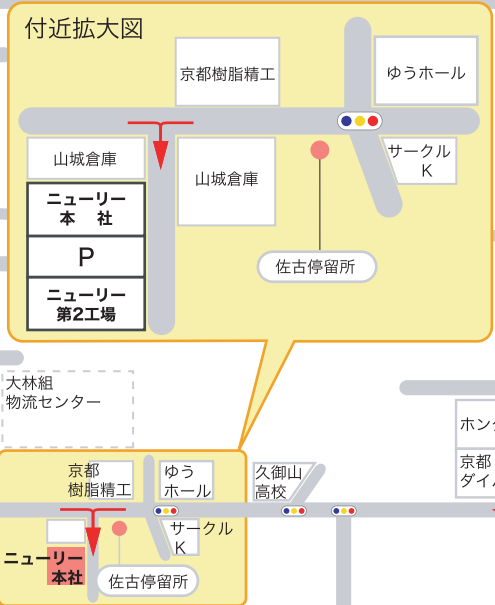 付近拡大図
京都樹脂精工
ゆうホール
山城倉庫
山城倉庫
サークル
K
ニューリー
本 社
P
ニューリー
第2工場
佐古停留所
大林組
物流センター
京都
樹脂精工
ゆう
ホール
久御山
高校
サークル
K
ニューリー
本社
佐古停留所
京都